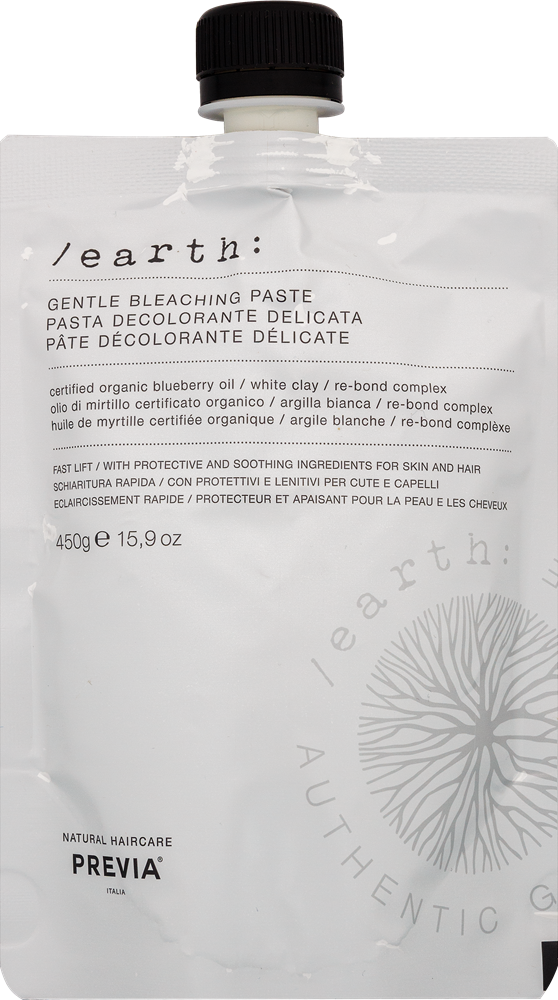 /earth:
GENTLE BLEACHING PASTE
PASTA DECOLORANTE DELICATA
PÂTE DÉCOLORANTE DÉLICATE
certified organic blueberry oil / white clay / re-bond complex
olio di mirtillo certificato organico / argilla bianca / re-bond complex
huile de myrtille certifiée organique / argile blanche / re-bond complèxe
FAST LIFT / WITH PROTECTIVE AND SOOTHING INGREDIENTS FOR SKIN AND HAIR
SCHIARITURA RAPIDA / CON PROTETTIVI E LENITIVI PER CUTE E CAPELLI
ECLAIRCISSEMENT RAPIDE / PROTECTEUR ET APAISANT POUR LA PEAU E LES CHEVEUX
450g e 15,9 oz
/earth:
AUTHENTIC G
NATURAL HAIRCARE
PREVIA®
ITALIA